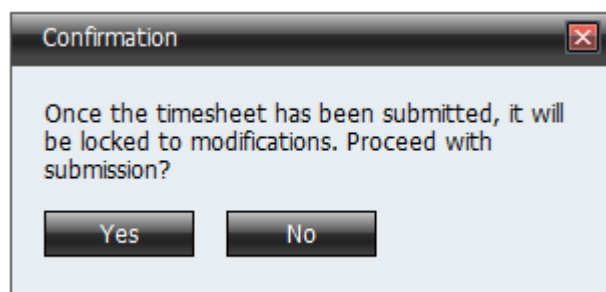 Confirmation
Once the timesheet has been submitted, it will
be locked to modifications. Proceed with
submission?
Yes No